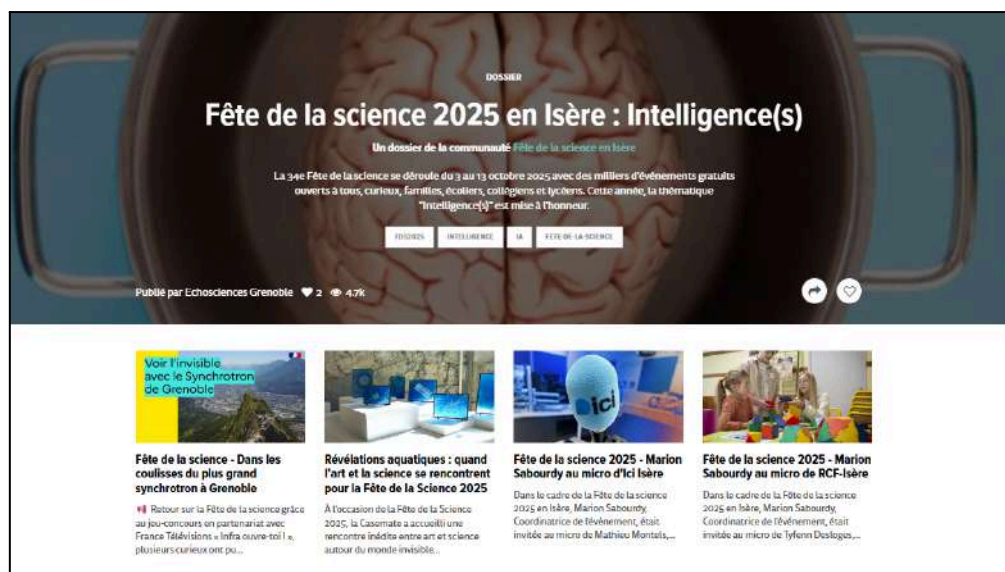 DOSSIER
Fête de la science 2025 en Isère : Intelligence(s)
Un dossier de la communauté Fête de la science en Isère
La 34e Fête de la science se déroule du 3 au 13 octobre 2025 avec des milliers d'événements gratuits
ouverts à tous, curieux, familles, écoliers, collégiens et lycéens. Cette année, la thématique
"Intelligence(s)" est mise à l'honneur.
FDS2025 INTELLIGENCE IA FÊTE-DE-LA-SCIENCE
Publié par Echosciences Grenoble 2 4.7k
Voir l'invisible
avec le Synchrotron
de Grenoble
ici
Fête de la science - Dans les
coulisses du plus grand
synchrotron à Grenoble
Retour sur la Fête de la science grâce
au jeu-concours en partenariat avec
France Télévisions « Infra ouvre-toi ! »,
plusieurs curieux ont pu...
Révélations aquatiques : quand
l'art et la science se rencontrent
pour la Fête de la Science 2025
À l'occasion de la Fête de la Science
2025, la Casemate a accueilli une
rencontre inédite entre art et science
autour du monde invisible...
Fête de la science 2025 - Marion
Sabourdy au micro d'Ici Isère
Dans le cadre de la Fête de la science
2025 en Isère, Marion Sabourdy,
Coordinatrice de l'événement, était
invitée au micro de Mathieu Montels,...
Fête de la science 2025 - Marion
Sabourdy au micro de RCF-Isère
Dans le cadre de la Fête de la science
2025 en Isère, Marion Sabourdy,
Coordinatrice de l'événement, était
invitée au micro de Tyfenn Desloges,...